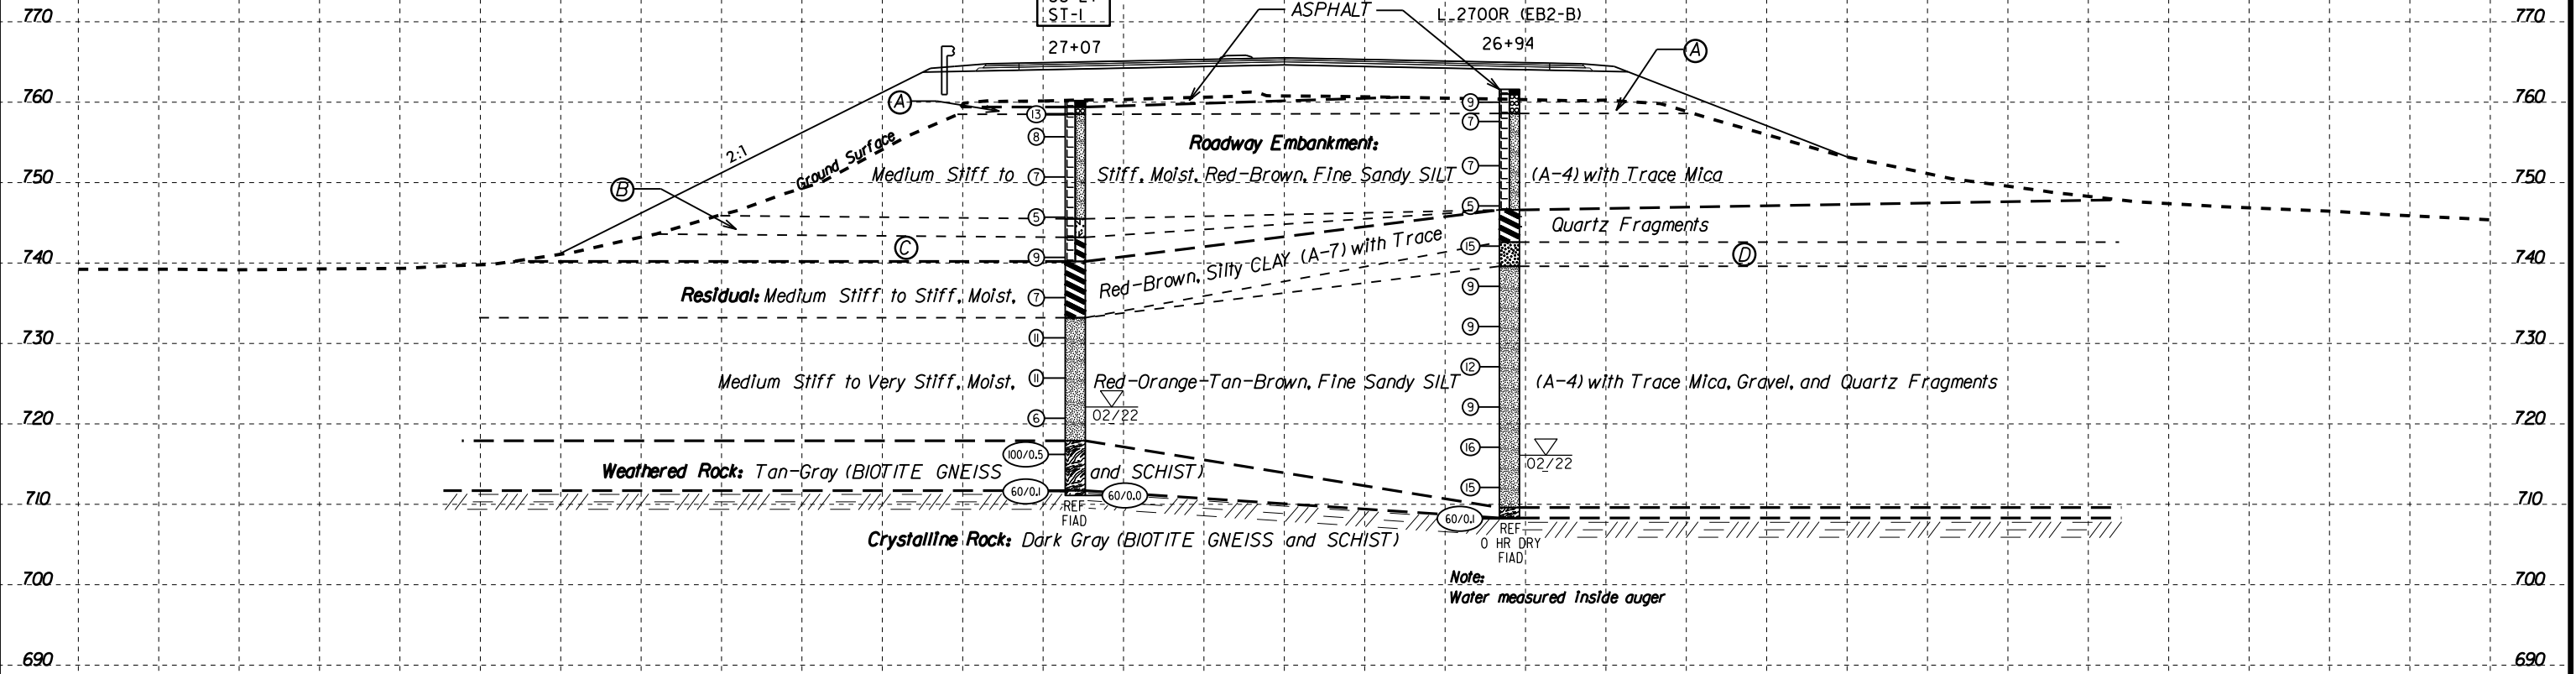 770 770
ST-1
ASPHALT
L_2700R (EB2-B)
27+07
26+94
A
760 760
A
9
13
7
8
Roadway Embankment:
2:1
Ground Surface
B
750 750
Medium Stiff to 7 Stiff, Moist, Red-Brown, Fine Sandy SILT 7 (A-4) with Trace Mica
5
5
Quartz Fragments
C
15
D
740 740
9
Red-Brown, Silty CLAY (A-7) with Trace
9
Residual: Medium Stiff to Stiff, Moist, 7
730 730
11
9
12
Medium Stiff to Very Stiff, Moist, 11 Red-Orange-Tan-Brown, Fine Sandy SILT (A-4) with Trace Mica, Gravel, and Quartz Fragments
9
6
02/22
720 720
16
02/22
100/0.5
Weathered Rock: Tan-Gray (BIOTITE GNEISS and SCHIST)
15
60/0.1
60/0.0
710 710
REF
FIAD
60/0.1
REF
0 HR DRY
FIAD
Crystalline Rock: Dark Gray (BIOTITE GNEISS and SCHIST)
700 700
Note:
Water measured inside auger
690 690